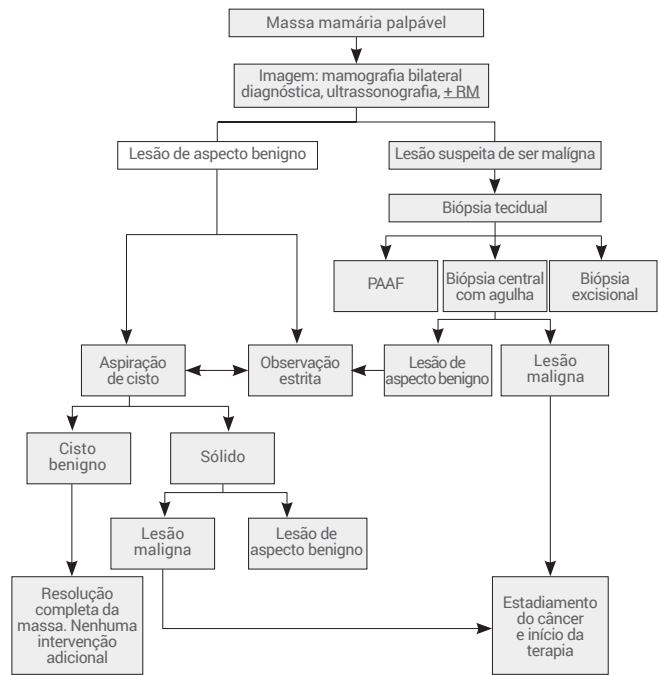 Massa mamária palpável
Imagem: mamografia bilateral
diagnóstica, ultrassonografia, + RM
Lesão de aspecto benigno
Lesão suspeita de ser malígna
Biópsia tecidual
PAAF
Biópsia central
com agulha
Biópsia
excisional
Aspiração
de cisto
Observação
estrita
Lesão de
aspecto benigno
Lesão
maligna
Cisto
benigno
Sólido
Lesão
maligna
Lesão de
aspecto benigno
Resolução
completa da
massa. Nenhuma
intervenção
adicional
Estadiamento
do câncer
e início da
terapia